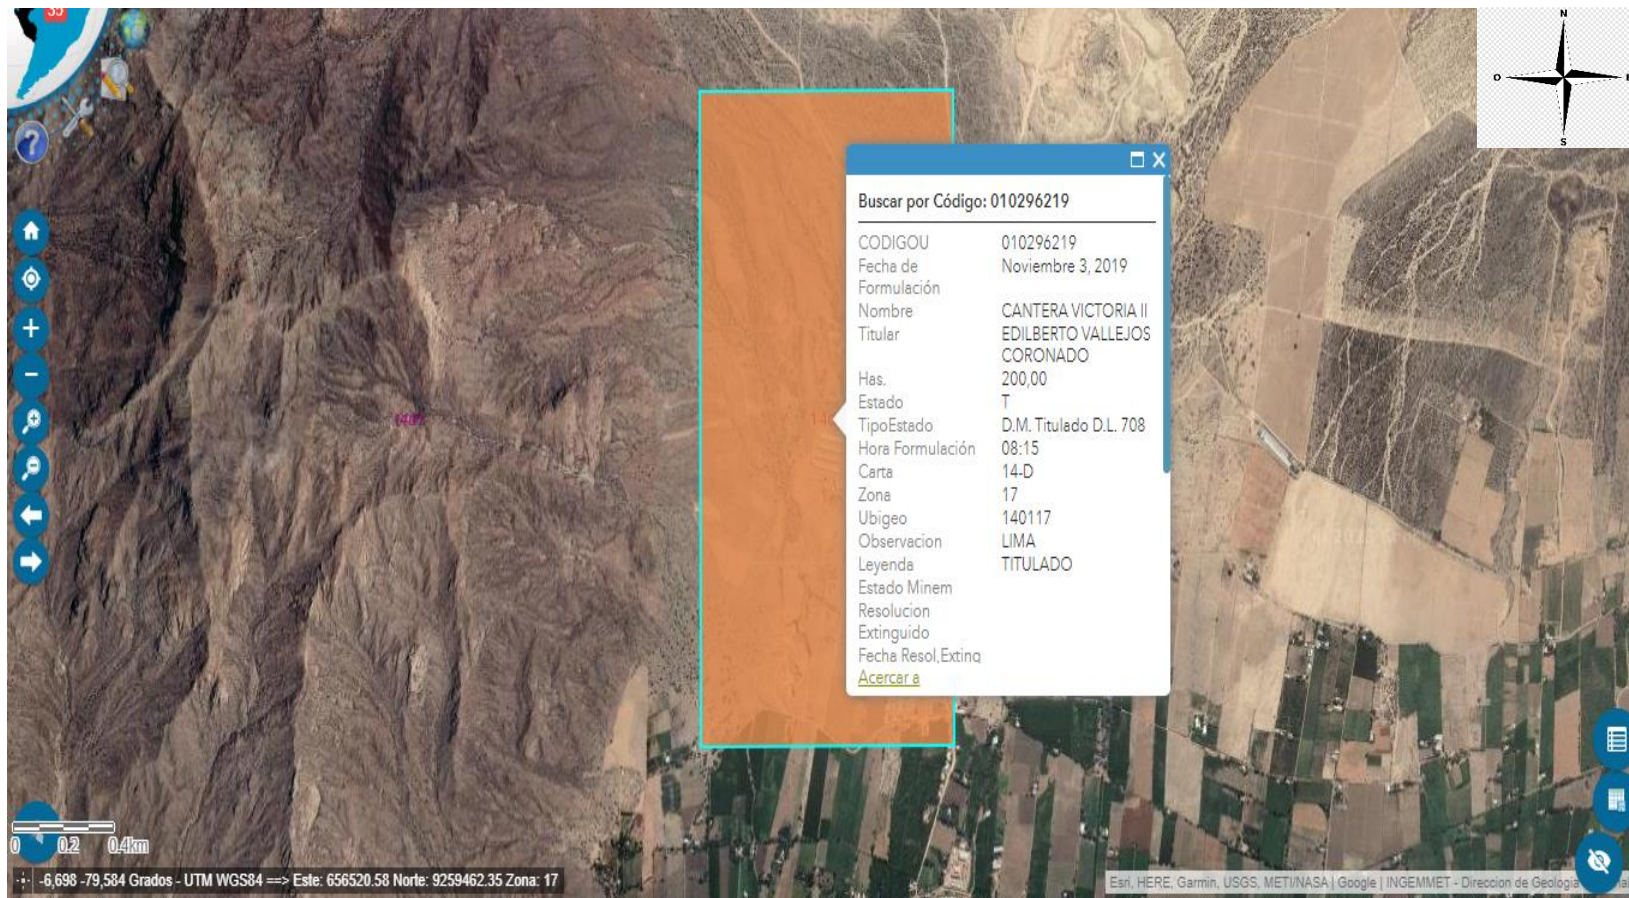 35
N
O
S
Buscar por Código: 010296219
CODIGOU 010296219
Fecha de Formulación Noviembre 3, 2019
Nombre CANTERA VICTORIA II
Titular EDILBERTO VALLEJOS CORONADO
Has. 200,00
Estado T
TipoEstado D.M. Titulado D.L. 708
Hora Formulación 08:15
Carta 14-D
Zona 17
Ubigeo 140117
Observacion LIMA
Leyenda TITULADO
Estado Minem
Resolucion
Extinguido
Fecha Resol.Exting
Acercar a
0 0.2 0.4km
-6,698 -79,584 Grados - UTM WGS84 ==> Este: 656520.58 Norte: 9259462.35 Zona: 17
Esri, HERE, Garmin, USGS, METI/NASA | Google | INGEMMET - Direccion de Geologia